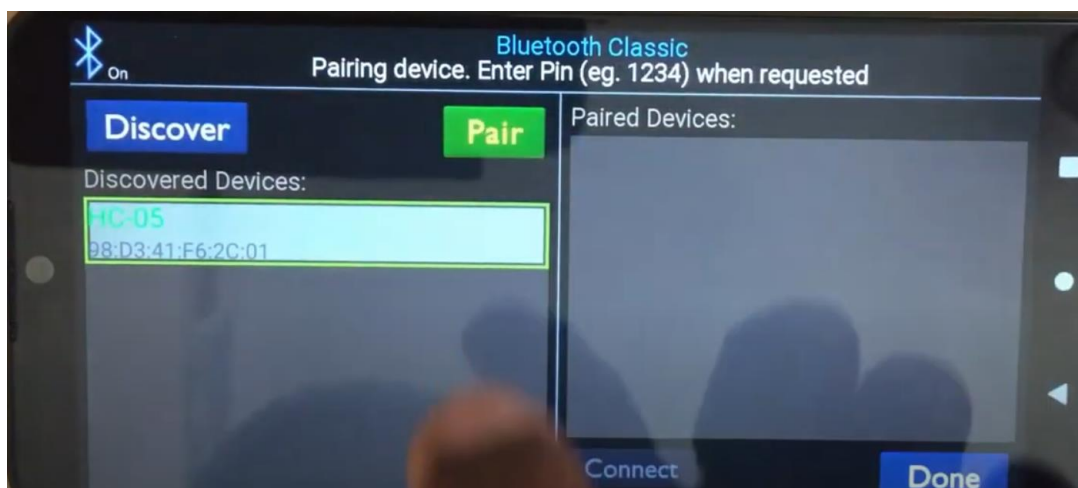 Bluetooth Classic
On
Pairing device. Enter Pin (eg. 1234) when requested
Discover
Pair
Discovered Devices:
HC-05
98:D3:41:F6:2C:01
Paired Devices:
Connect
Done